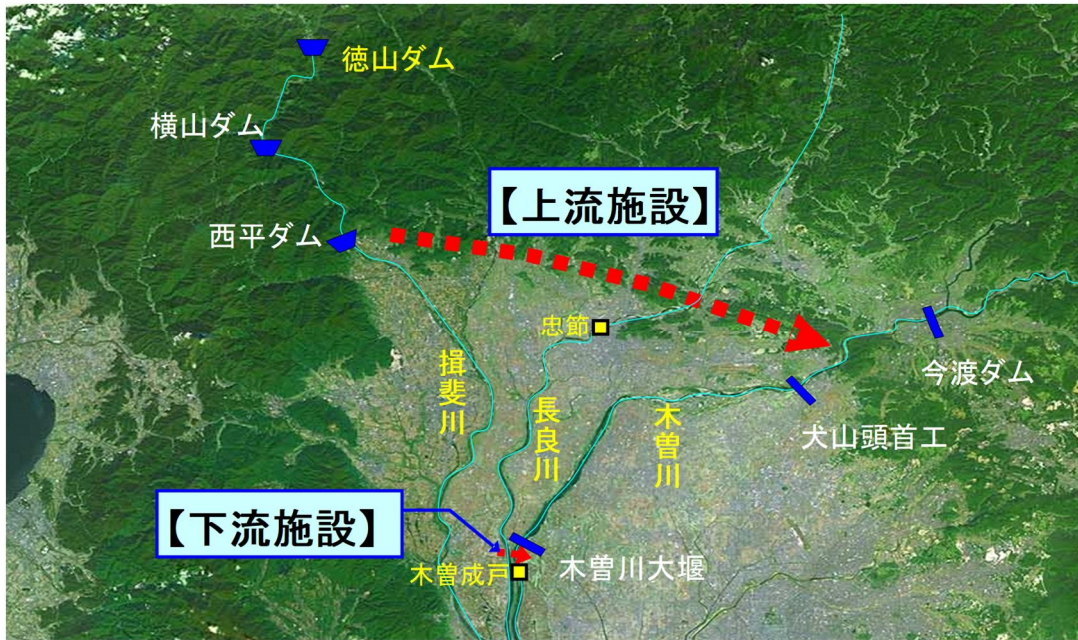 徳山ダム
横山ダム
【上流施設】
西平ダム
忠節
今渡ダム
揖斐川
長良川
木曽川
犬山頭首工
【下流施設】
木曽成戸
木曽川大堰